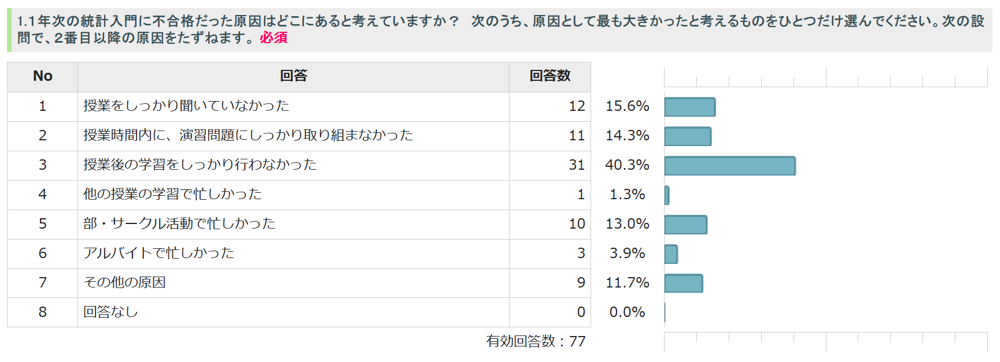 1.１年次の統計入門に不合格だった原因はどこにあると考えていますか？　次のうち、原因として最も大きかったと考えるものをひとつだけ選んでください。次の設
問で、２番目以降の原因をたずねます。 必須
No 回答 回答数
1 授業をしっかり聞いていなかった 12 15.6%
2 授業時間内に、演習問題にしっかり取り組まなかった 11 14.3%
3 授業後の学習をしっかり行わなかった 31 40.3%
4 他の授業の学習で忙しかった 1 1.3%
5 部・サークル活動で忙しかった 10 13.0%
6 アルバイトで忙しかった 3 3.9%
7 その他の原因 9 11.7%
8 回答なし 0 0.0%
有効回答数：77